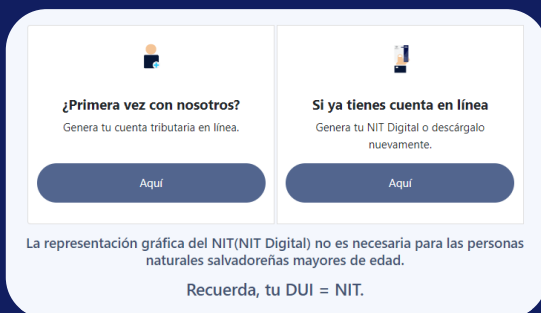 ¿Primera vez con nosotros?
Genera tu cuenta tributaria en línea.
Aquí
Si ya tienes cuenta en línea
Genera tu NIT Digital o descárgalo
nuevamente.
Aquí
La representación gráfica del NIT(NIT Digital) no es necesaria para las personas
naturales salvadoreñas mayores de edad.
Recuerda, tu DUI = NIT.